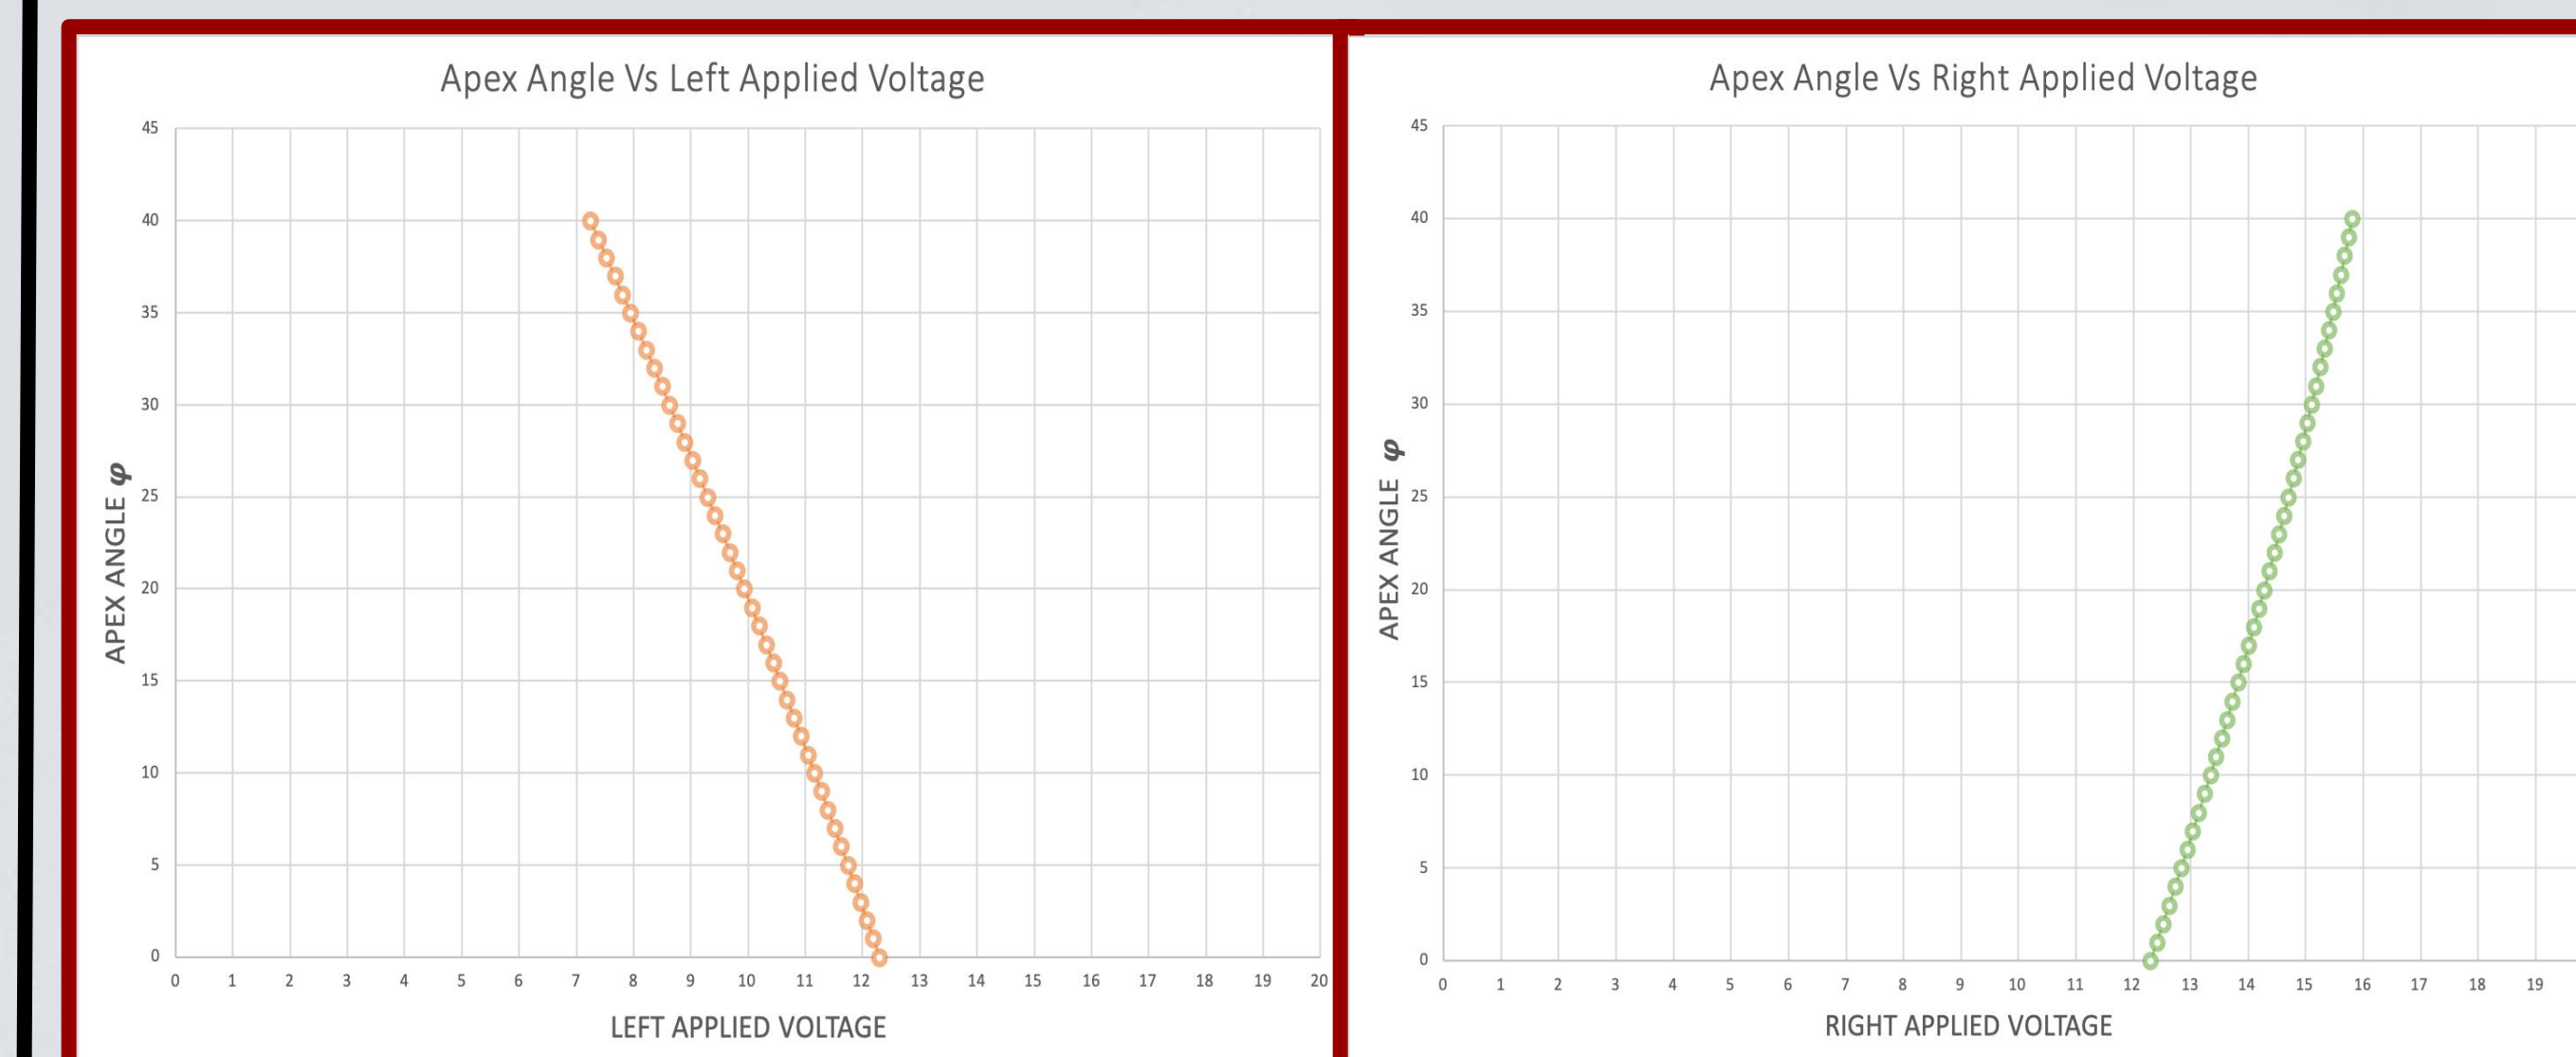 Apex Angle Vs Left Applied Voltage
45
40
35
30
25
20
15
10
5
0
APEX ANGLE φ
0 1 2 3 4 5 6 7 8 9 10 11 12 13 14 15 16 17 18 19 20
LEFT APPLIED VOLTAGE
Apex Angle Vs Right Applied Voltage
45
40
35
30
25
20
15
10
5
0
APEX ANGLE φ
0 1 2 3 4 5 6 7 8 9 10 11 12 13 14 15 16 17 18 19
RIGHT APPLIED VOLTAGE